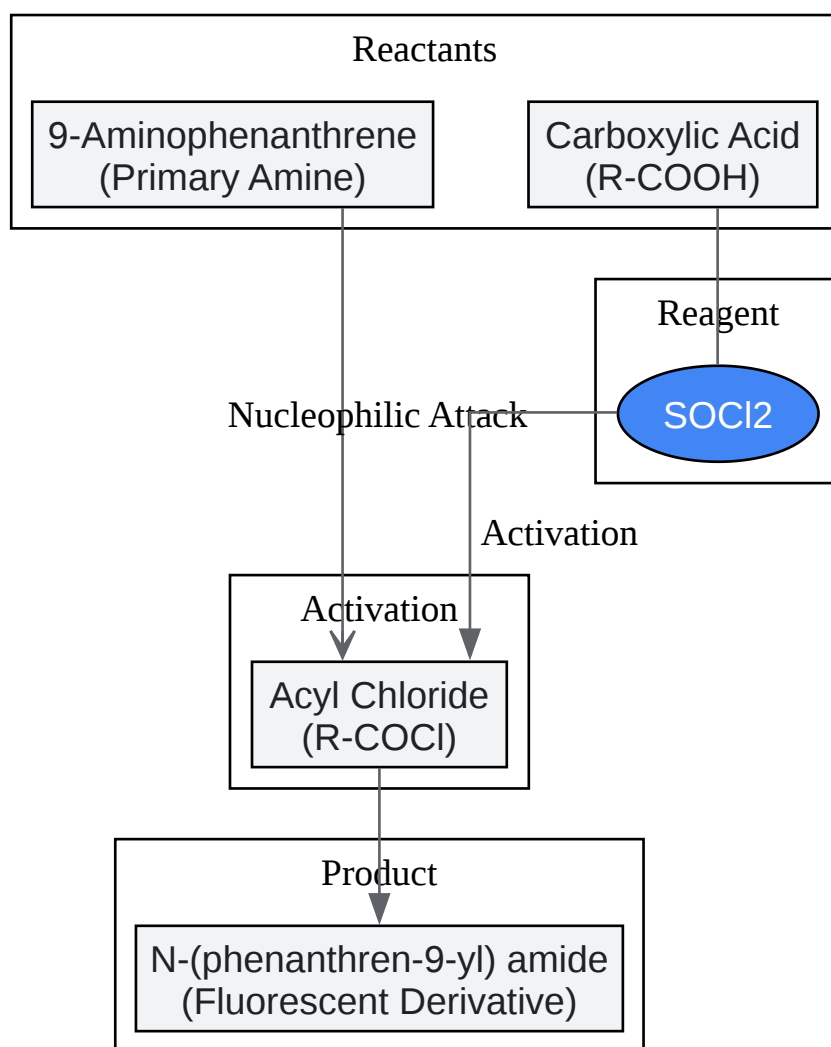 Reactants
9-Aminophenanthrene
(Primary Amine)
Carboxylic Acid
(R-COOH)
Reagent
SOCl2
Nucleophilic Attack
Activation
Activation
Acyl Chloride
(R-COCl)
Product
N-(phenanthren-9-yl) amide
(Fluorescent Derivative)